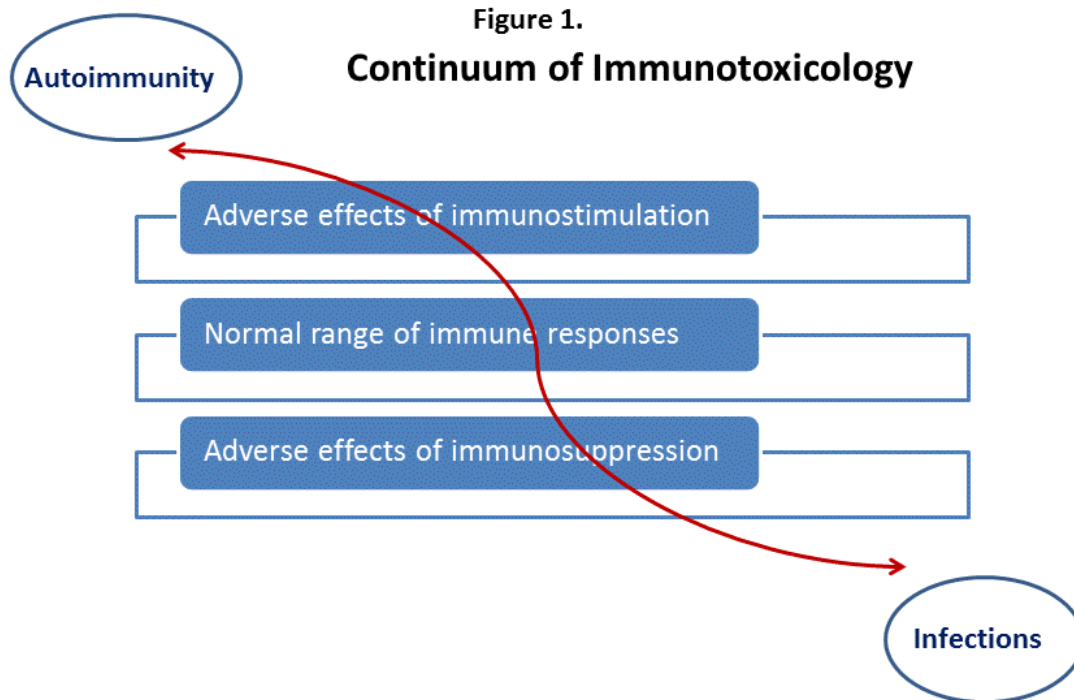 Figure 1.
Continuum of Immunotoxicology
Autoimmunity
Adverse effects of immunostimulation
Normal range of immune responses
Adverse effects of immunosuppression
Infections